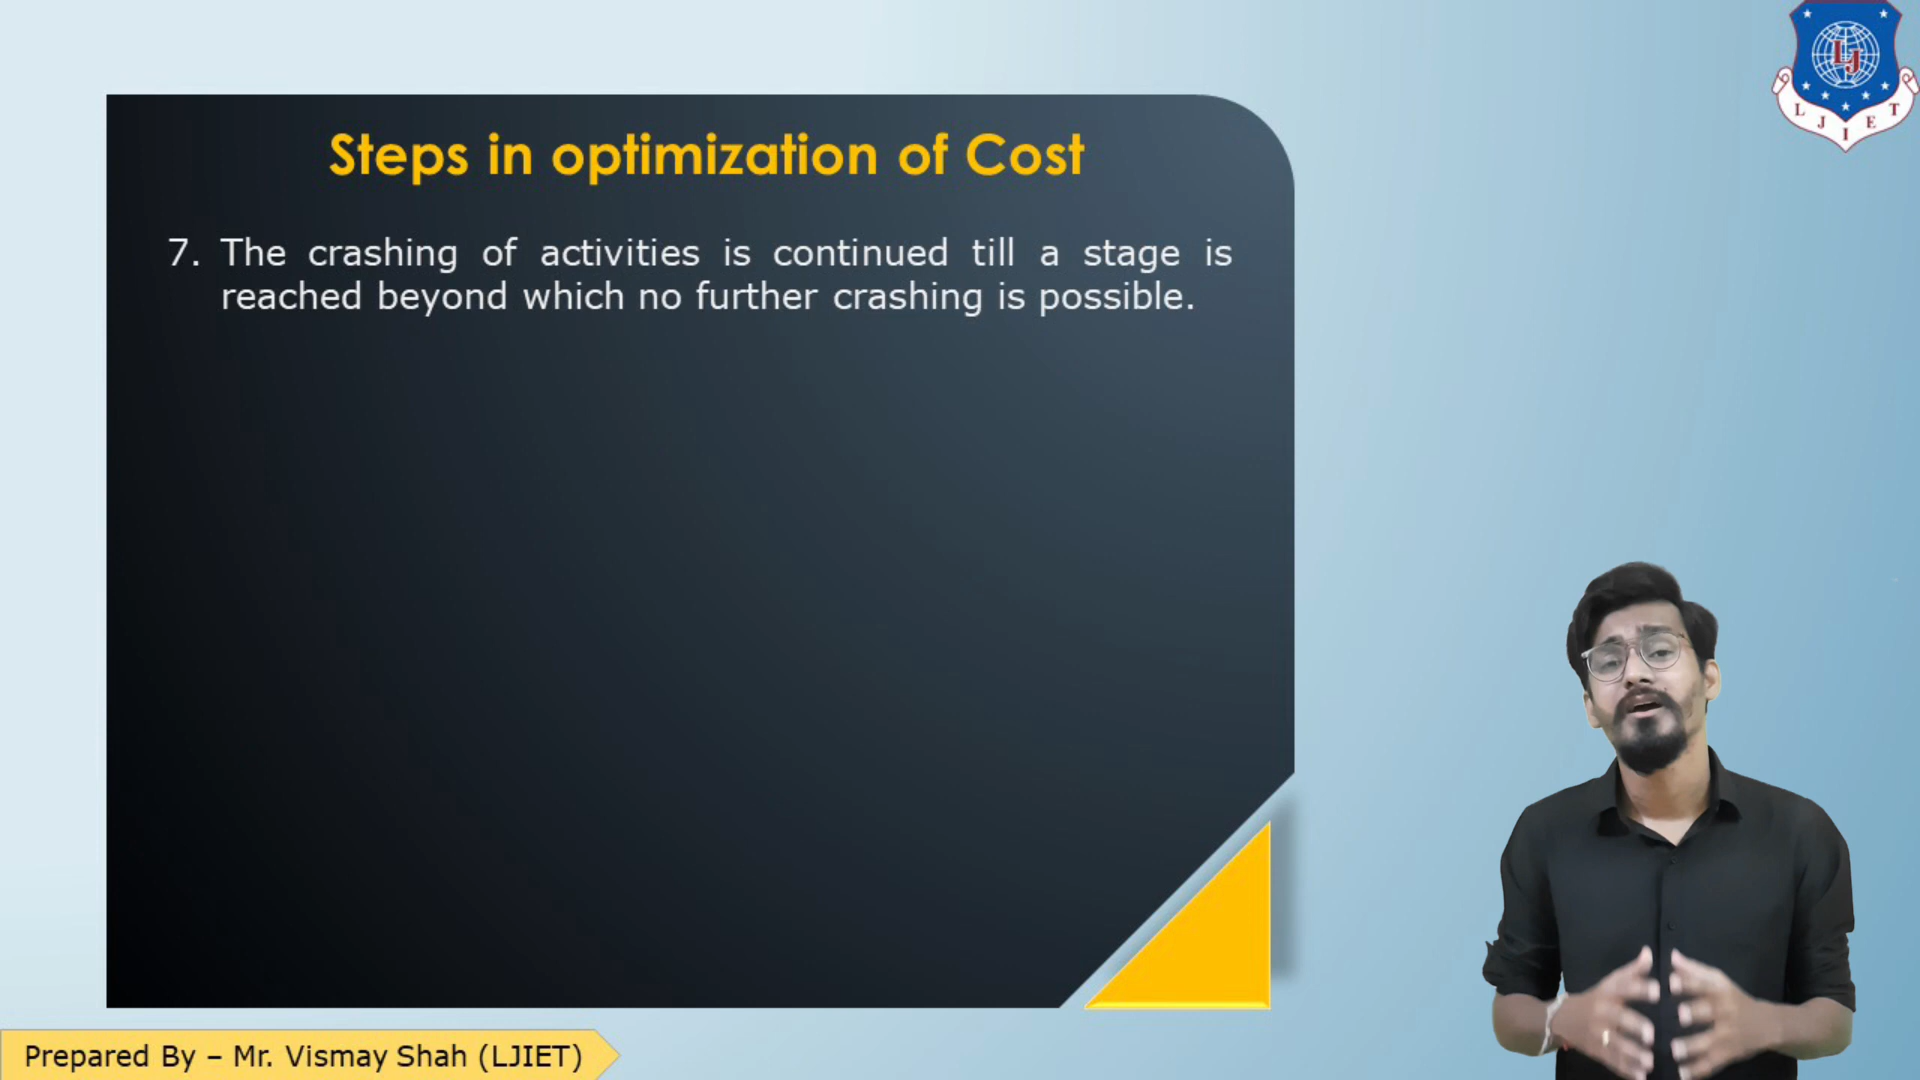 Steps in optimization of Cost
7. The crashing of activities is continued till a stage is
reached beyond which no further crashing is possible.
LJ
L J I E T
Prepared By – Mr. Vismay Shah (LJIET)